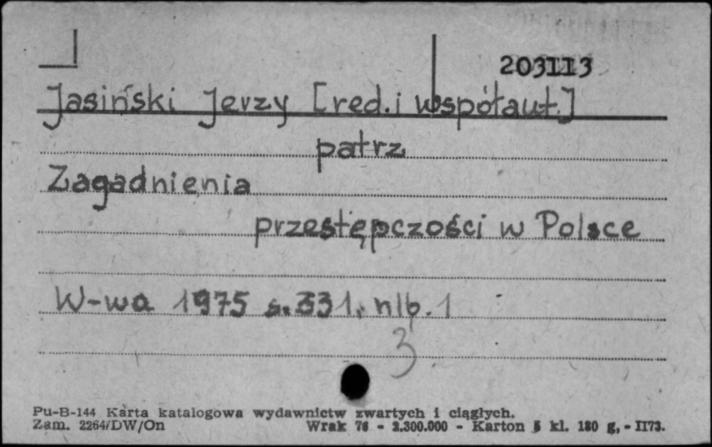 203113
Jasiński Jerzy [red. i współaut.]
patrz
Zagadnienia
przestępczości w Polsce
W-wa 1975 s. 331, nlb. 1
3
Pu-B-144 Karta katalogowa wydawnictw zwartych i ciągłych.
Zam. 2264/DW/On Wrak 76 - 2.300.000 - Karton 5 kl. 180 g, - II73.